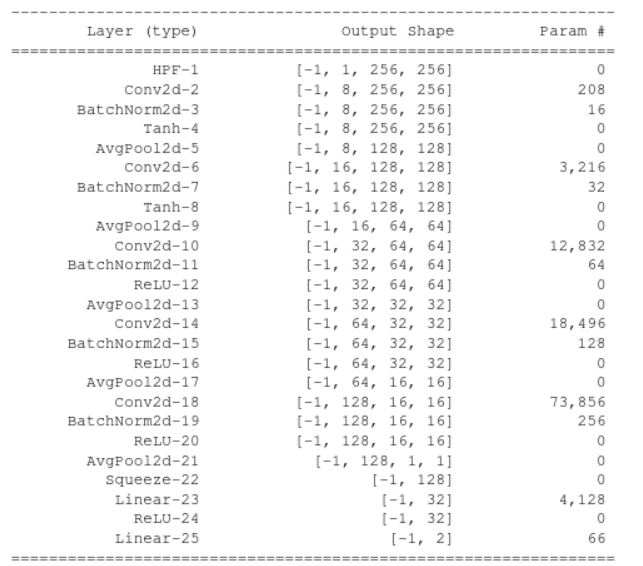 ----------------------------------------------------------------
Layer (type) Output Shape Param #
================================================================
HPF-1 [-1, 1, 256, 256] 0
Conv2d-2 [-1, 8, 256, 256] 208
BatchNorm2d-3 [-1, 8, 256, 256] 16
Tanh-4 [-1, 8, 256, 256] 0
AvgPool2d-5 [-1, 8, 128, 128] 0
Conv2d-6 [-1, 16, 128, 128] 3,216
BatchNorm2d-7 [-1, 16, 128, 128] 32
Tanh-8 [-1, 16, 128, 128] 0
AvgPool2d-9 [-1, 16, 64, 64] 0
Conv2d-10 [-1, 32, 64, 64] 12,832
BatchNorm2d-11 [-1, 32, 64, 64] 64
ReLU-12 [-1, 32, 64, 64] 0
AvgPool2d-13 [-1, 32, 32, 32] 0
Conv2d-14 [-1, 64, 32, 32] 18,496
BatchNorm2d-15 [-1, 64, 32, 32] 128
ReLU-16 [-1, 64, 32, 32] 0
AvgPool2d-17 [-1, 64, 16, 16] 0
Conv2d-18 [-1, 128, 16, 16] 73,856
BatchNorm2d-19 [-1, 128, 16, 16] 256
ReLU-20 [-1, 128, 16, 16] 0
AvgPool2d-21 [-1, 128, 1, 1] 0
Squeeze-22 [-1, 128] 0
Linear-23 [-1, 32] 4,128
ReLU-24 [-1, 32] 0
Linear-25 [-1, 2] 66
================================================================